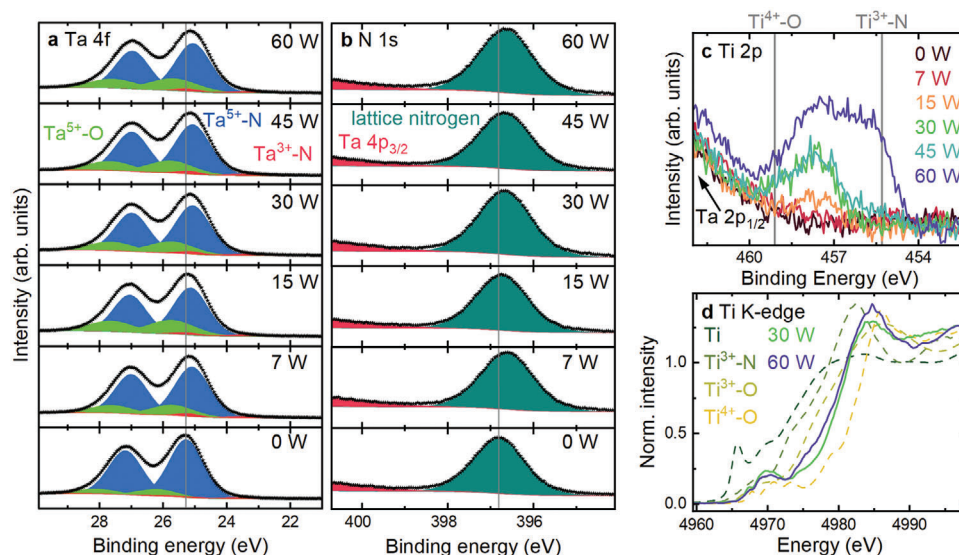 a Ta 4f
60 W
Ta⁵⁺-O
Ta⁵⁺-N
45 W
Ta³⁺-N
30 W
15 W
7 W
0 W
28 26 24 22
Binding energy (eV)
Intensity (arb. units)
b N 1s
60 W
lattice nitrogen
Ta 4p₃/₂
45 W
30 W
15 W
7 W
0 W
400 398 396
Binding energy (eV)
Ti⁴⁺-O
Ti³⁺-N
c Ti 2p
0 W
7 W
15 W
30 W
45 W
60 W
Ta 2p₁/₂
Intensity (arb. units)
460 457 454
Binding Energy (eV)
d Ti K-edge
Ti
30 W
Ti³⁺-N
60 W
Ti³⁺-O
Ti⁴⁺-O
Norm. intensity
1.0
0.5
0.0
4960 4970 4980 4990
Energy (eV)